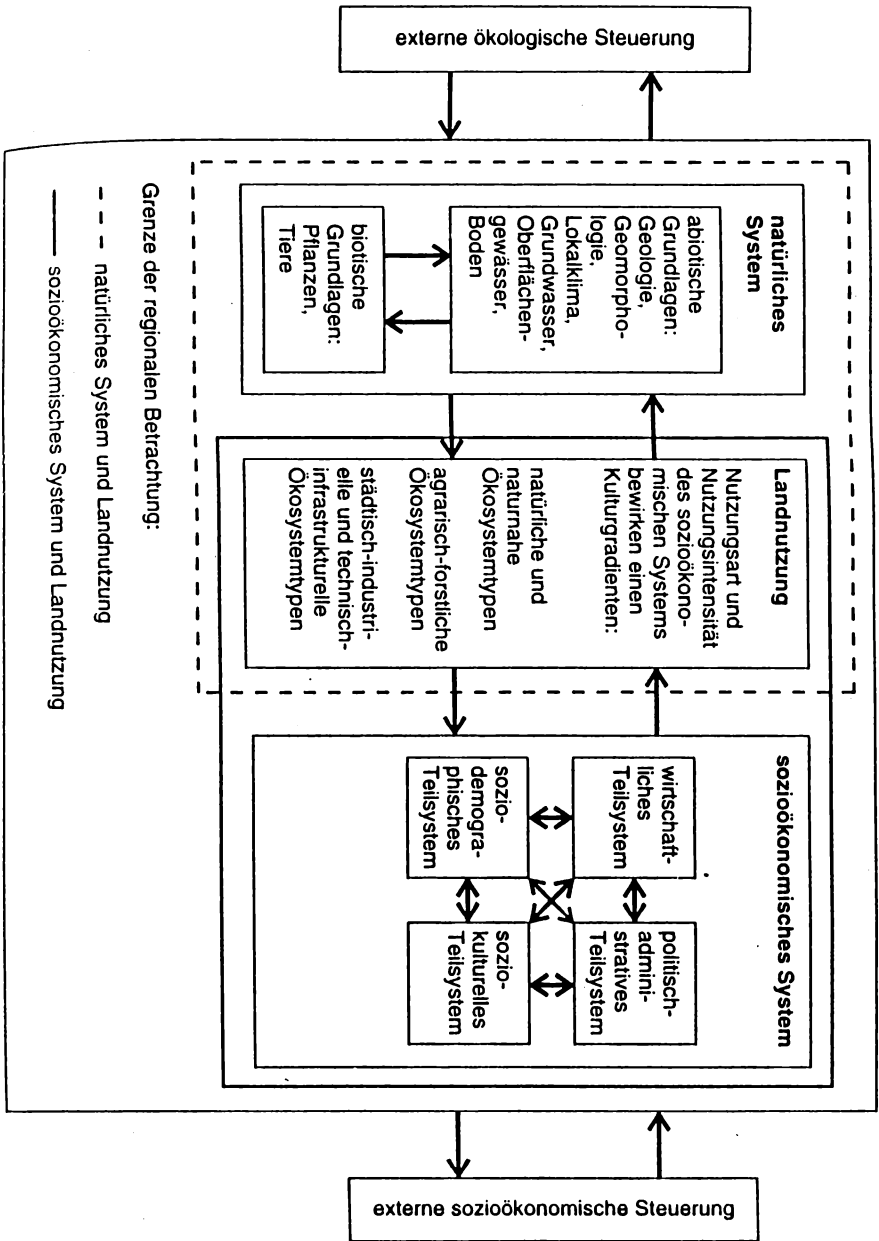 externe ökologische Steuerung
natürliches
System
abiotische
Grundlagen:
Geologie,
Geomorpho-
logie,
Lokalklima,
Grundwasser,
Oberflächen-
gewässer,
Boden
biotische
Grundlagen:
Pflanzen,
Tiere
Landnutzung
Nutzungsart und
Nutzungsintensität
des sozioökono-
mischen Systems
bewirken einen
Kulturgradienten:
natürliche und
naturnahe
Ökosystemtypen
agrarisch-forstliche
Ökosystemtypen
städtisch-industri-
elle und technisch-
infrastrukturelle
Ökosystemtypen
sozioökonomisches System
wirtschaft-
liches
Teilsystem
politisch-
admini-
stratives
Teilsystem
sozio-
demogra-
phisches
Teilsystem
sozio-
kulturelles
Teilsystem
externe sozioökonomische Steuerung
Grenze der regionalen Betrachtung:
natürliches System und Landnutzung
sozioökonomisches System und Landnutzung